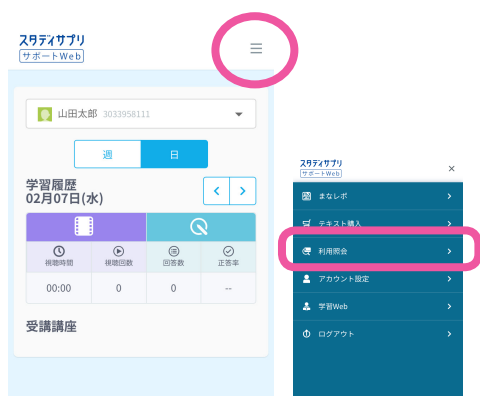 スタディサプリ
サポートWeb
山田太郎 3033958111
週 日
学習履歴
02月07日(水)
視聴時間 視聴回数 回答数 正答率
00:00 0 0 --
受講講座
スタディサプリ
サポートWeb
まなレポ
テキスト購入
利用照会
アカウント設定
学習Web
ログアウト